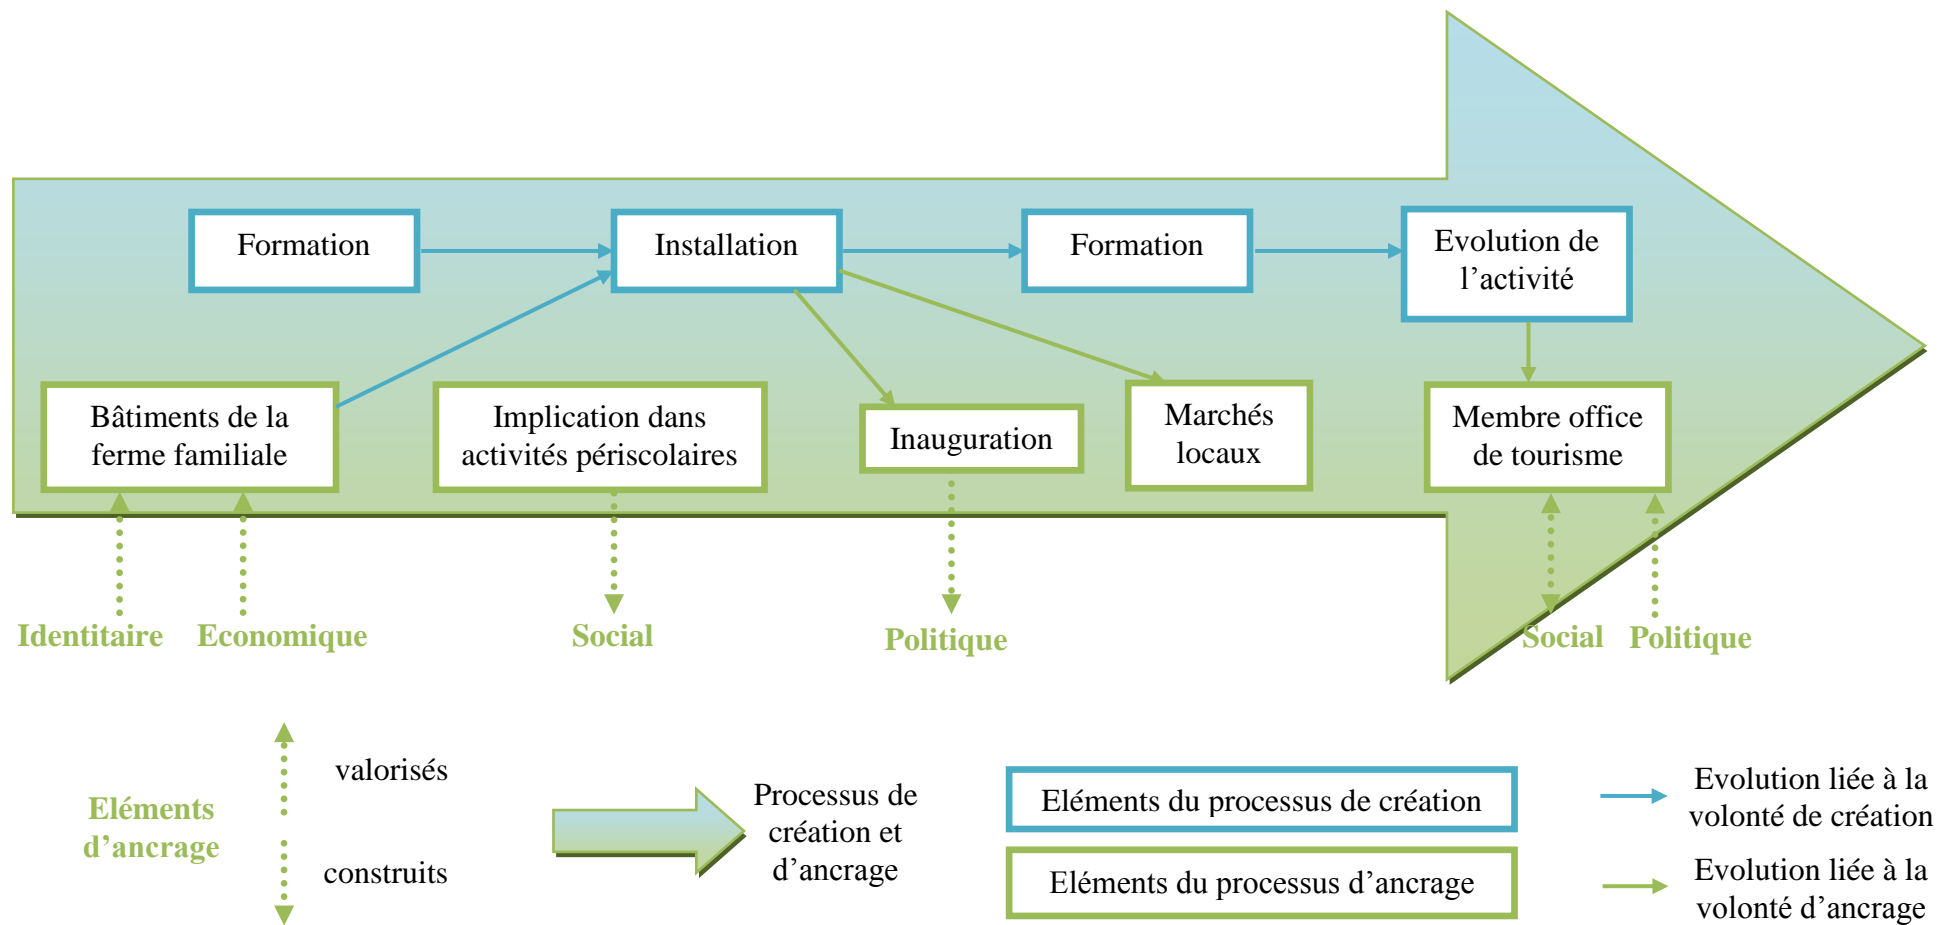 Formation
Installation
Formation
Evolution de
l’activité
Bâtiments de la
ferme familiale
Implication dans
activités périscolaires
Inauguration
Marchés
locaux
Membre office
de tourisme
Identitaire
Economique
Social
Politique
Social
Politique
Eléments
d’ancrage
valorisés
construits
Processus de
création et
d’ancrage
Eléments du processus de création
Eléments du processus d’ancrage
Evolution liée à la
volonté de création
Evolution liée à la
volonté d’ancrage